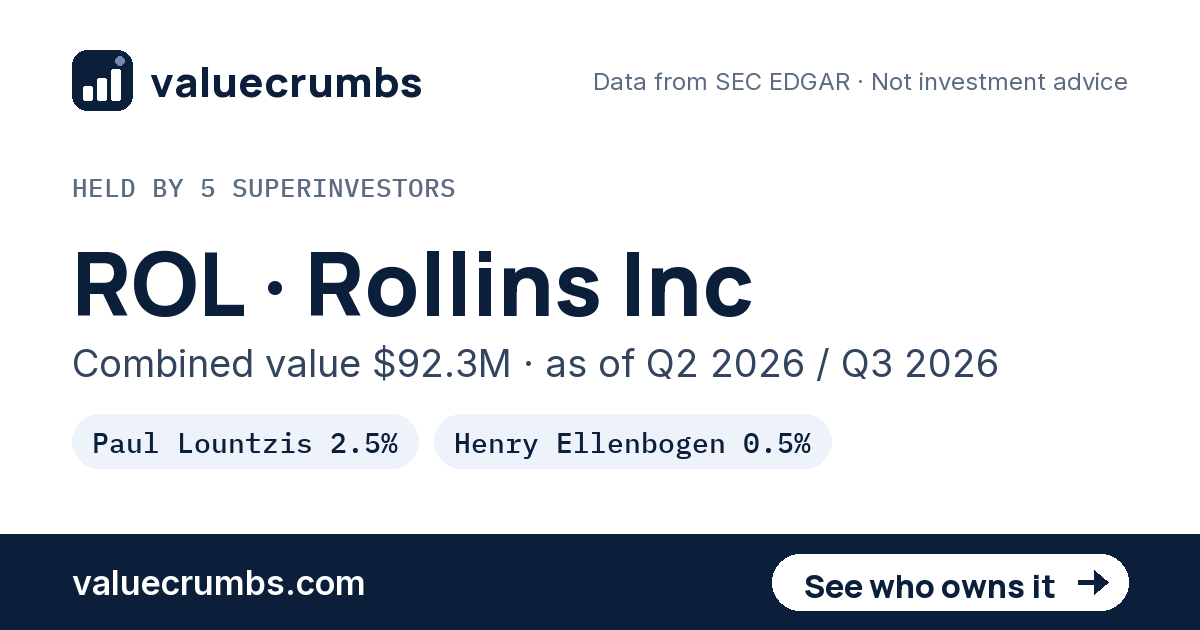 valuecrumbs
Data from SEC EDGAR · Not investment advice
HELD BY 5 SUPERINVESTORS
ROL · Rollins Inc
Combined value $92.3M · as of Q2 2026 / Q3 2026
Paul Lountzis 2.5%
Henry Ellenbogen 0.5%
valuecrumbs.com
See who owns it →